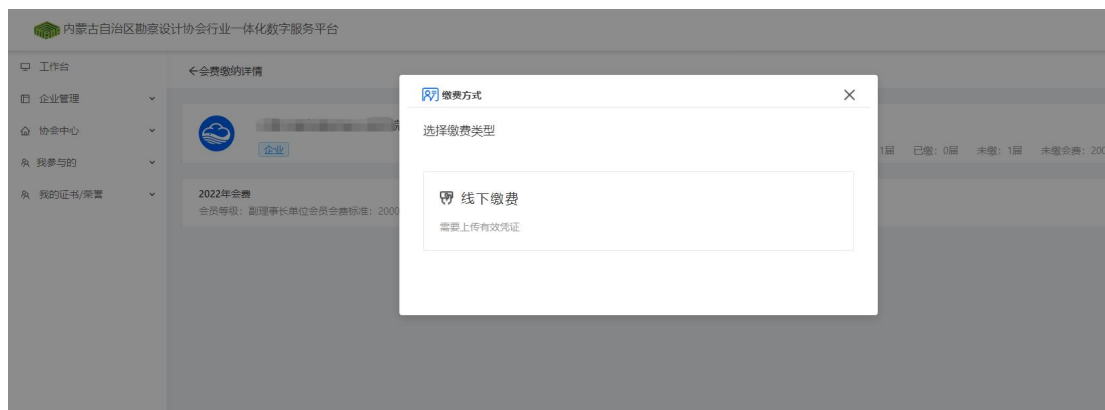 内蒙古自治区勘察设计协会行业一体化数字服务平台
工作台
企业管理
协会中心
我参与的
我的证书/荣誉
←会费缴纳详情
企业
1届 已缴: 0届 未缴: 1届 未缴会费: 200
2022年会费
会员等级: 副理事长单位会员会费标准: 2000
缴费方式
选择缴费类型
线下缴费
需要上传有效凭证